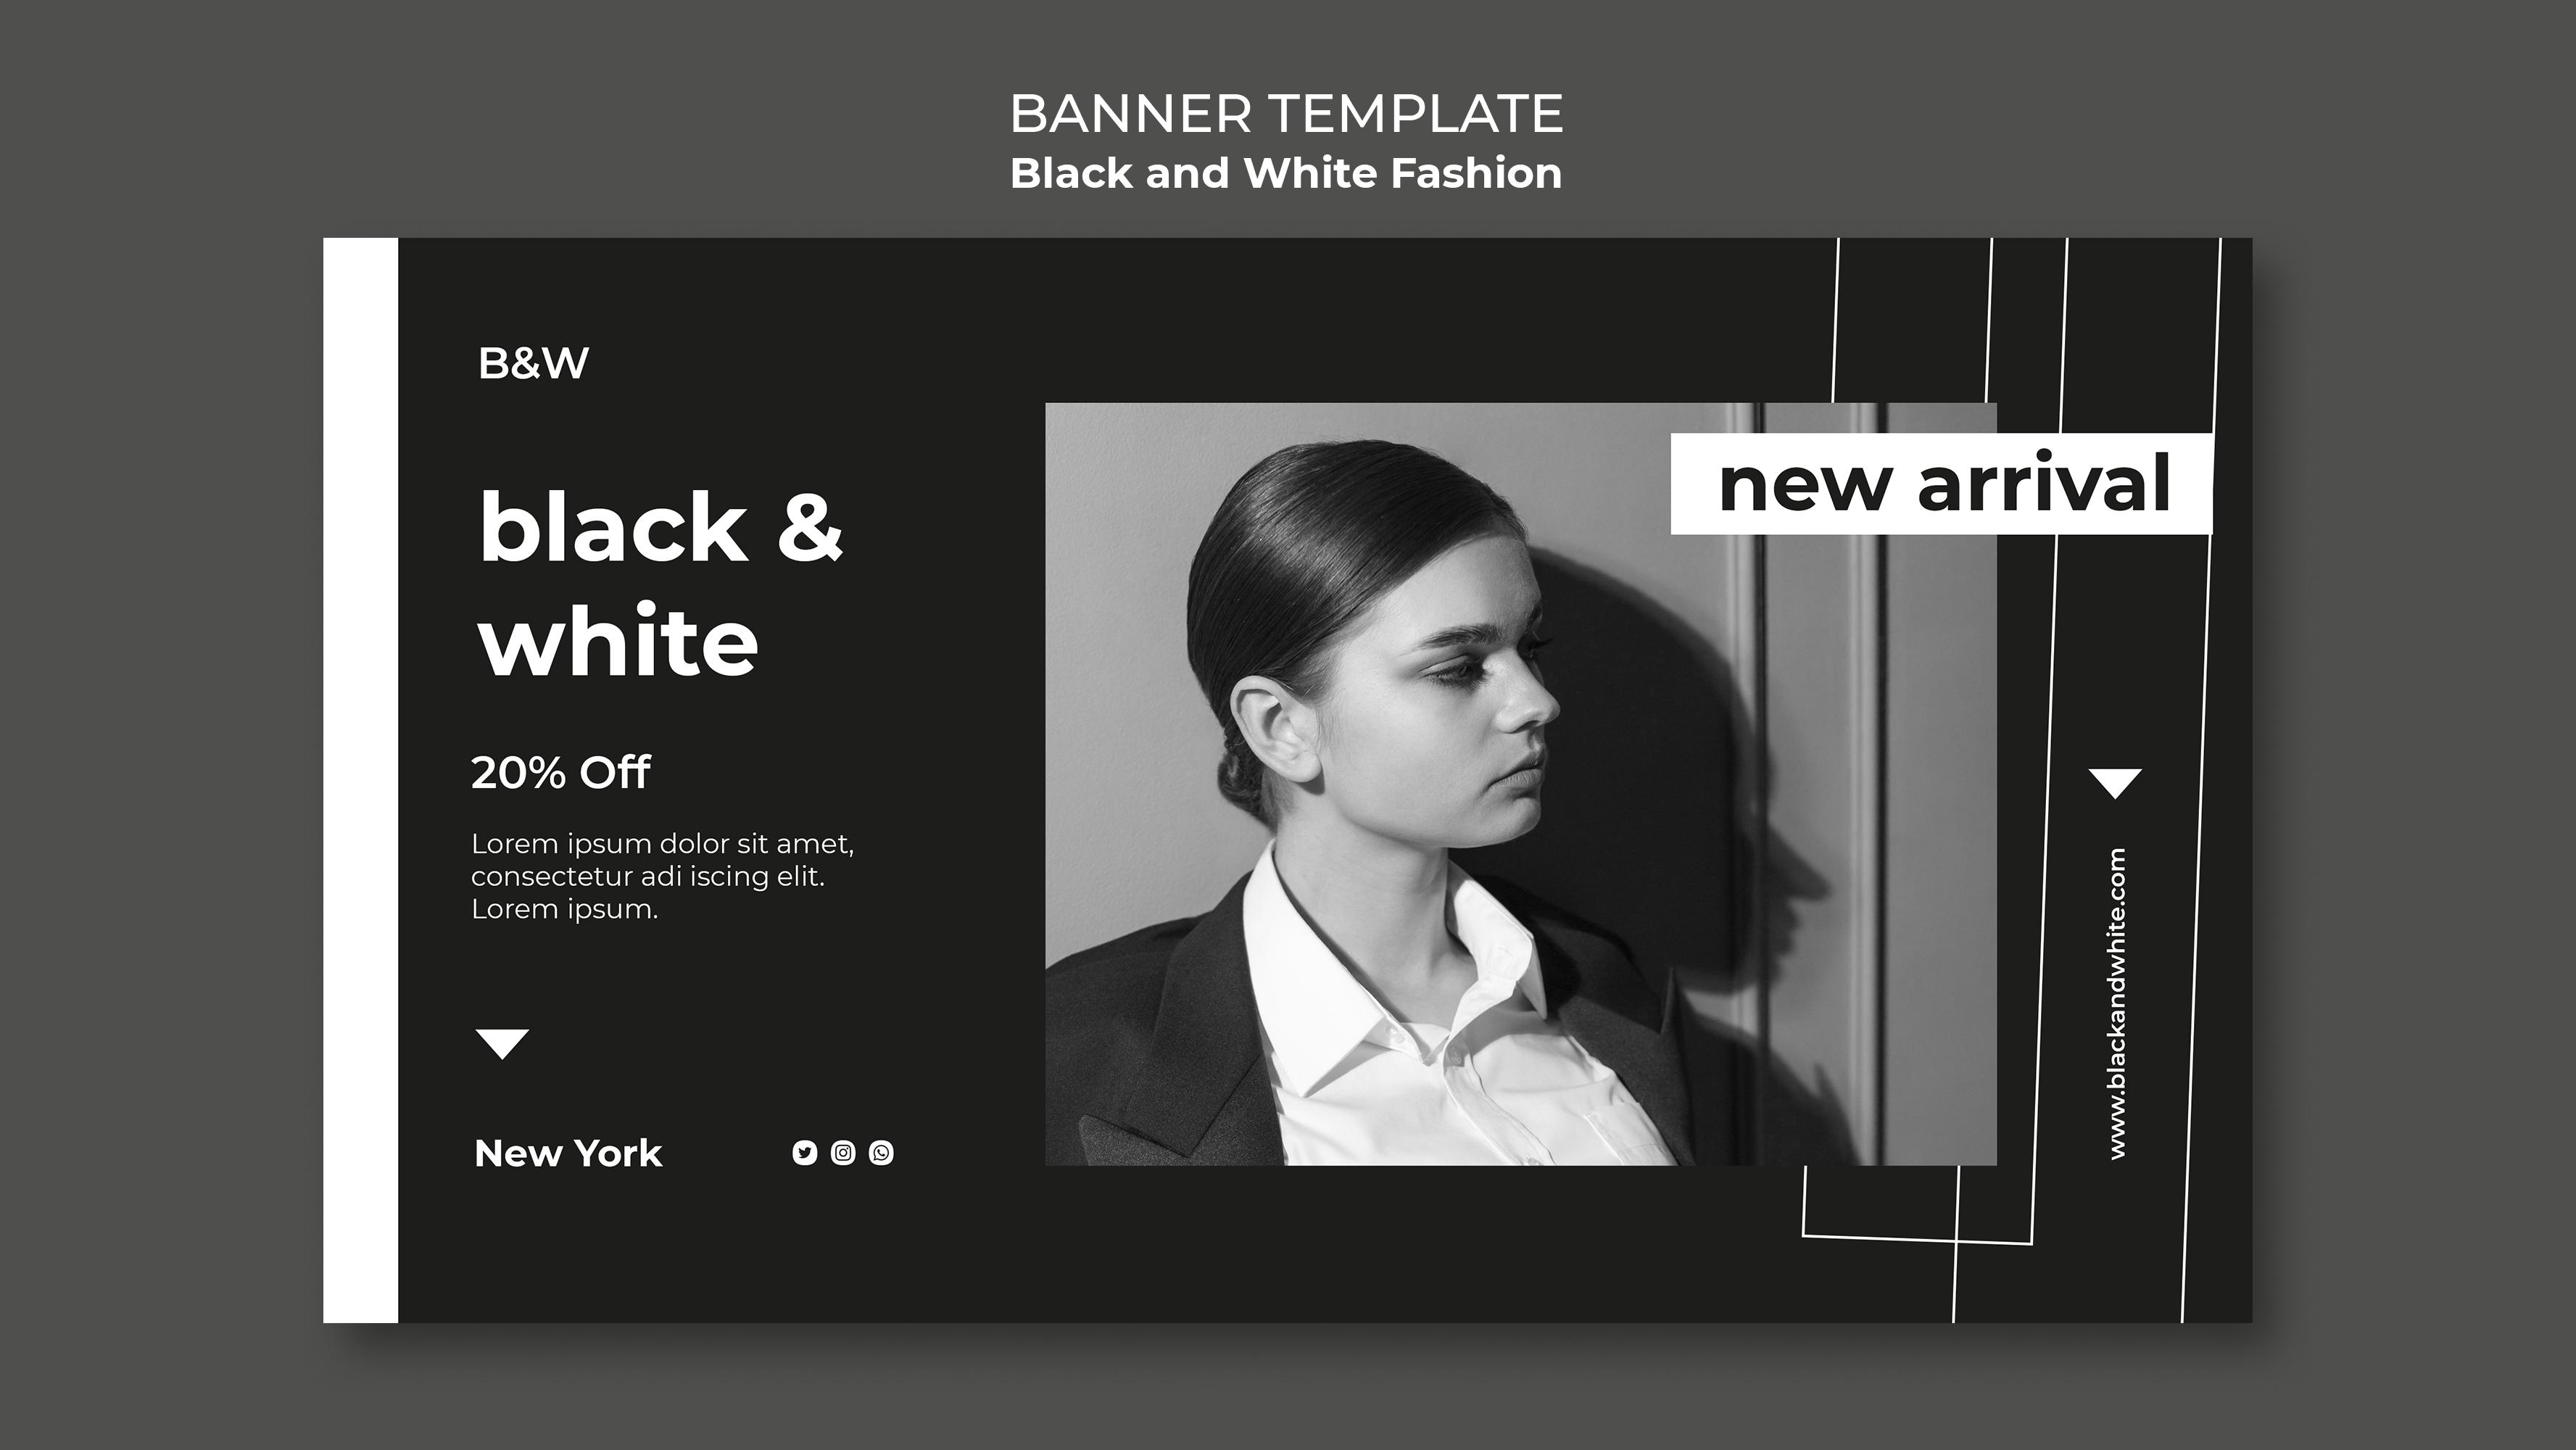 BANNER TEMPLATE
Black and White Fashion
B&W
black &
white
20% Off
Lorem ipsum dolor sit amet,
consectetur adi iscing elit.
Lorem ipsum.
New York
new arrival
www.blackandwhite.com